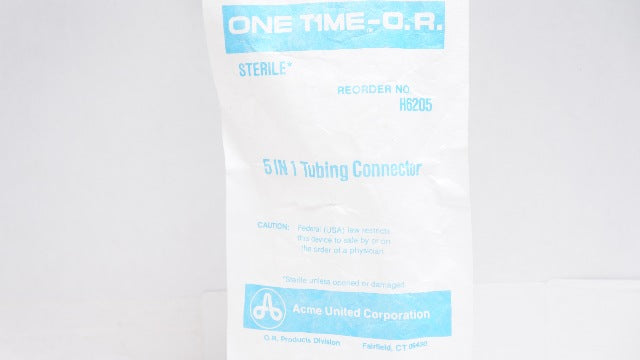 ONE TIME-O.R.
STERILE*
REORDER NO.
H6205
5 IN 1 Tubing Connector
CAUTION: Federal (USA) law restricts
this device to sale by or on
the order of a physician.
*Sterile unless opened or damaged.
Acme United Corporation
O.R. Products Division Fairfield, CT 06430